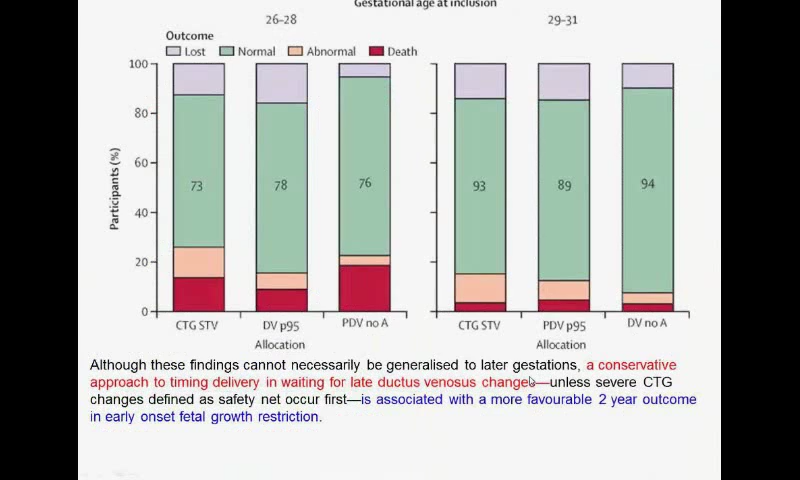 Gestational age at inclusion
26–28
29–31
Outcome
Lost Normal Abnormal Death
Participants (%)
100
80
60
40
20
0
73
78
76
93
89
94
CTG STV
DV p95
PDV no A
CTG STV
PDV p95
DV no A
Allocation
Allocation
Although these findings cannot necessarily be generalised to later gestations, a conservative
approach to timing delivery in waiting for late ductus venosus changes—unless severe CTG
changes defined as safety net occur first—is associated with a more favourable 2 year outcome
in early onset fetal growth restriction.